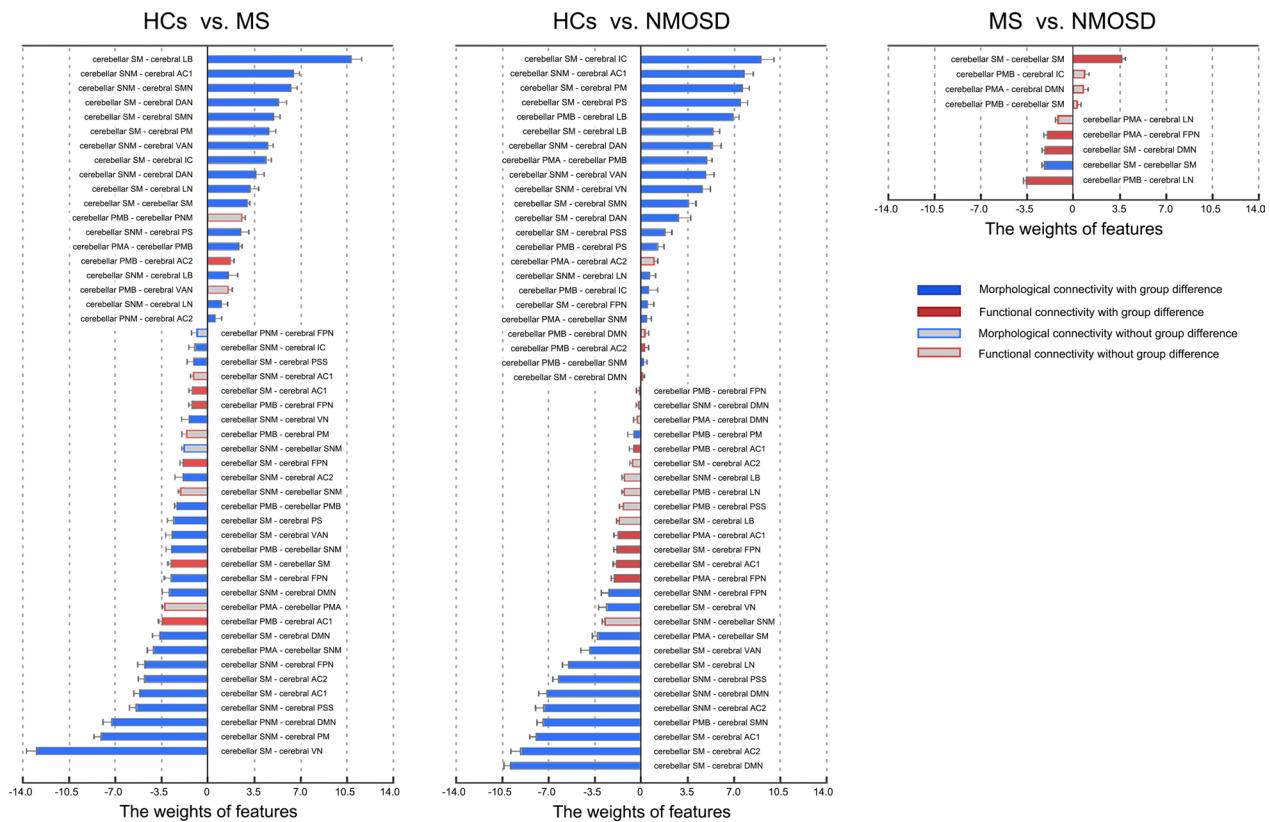 HCs vs. MS
cerebellar SM - cerebral LB
cerebellar SNM - cerebral AC1
cerebellar SNM - cerebral SMN
cerebellar SM - cerebral DAN
cerebellar SM - cerebral SMN
cerebellar SM - cerebral PM
cerebellar SNM - cerebral VAN
cerebellar SM - cerebral IC
cerebellar SNM - cerebral DAN
cerebellar SM - cerebral LN
cerebellar SM - cerebellar SM
cerebellar PMB - cerebellar PNM
cerebellar SNM - cerebral PS
cerebellar PMA - cerebellar PMB
cerebellar PMB - cerebral AC2
cerebellar SNM - cerebral LB
cerebellar PMB - cerebral VAN
cerebellar SNM - cerebral LN
cerebellar PNM - cerebral AC2
cerebellar PNM - cerebral FPN
cerebellar SNM - cerebral IC
cerebellar SM - cerebral PSS
cerebellar SNM - cerebral AC1
cerebellar SM - cerebral AC1
cerebellar PMB - cerebral FPN
cerebellar SNM - cerebral VN
cerebellar PMB - cerebral PM
cerebellar SNM - cerebellar SNM
cerebellar SM - cerebral FPN
cerebellar SNM - cerebral AC2
cerebellar SNM - cerebellar SNM
cerebellar PMB - cerebellar PMB
cerebellar SM - cerebral PS
cerebellar SM - cerebral VAN
cerebellar PMB - cerebellar SNM
cerebellar SM - cerebellar SM
cerebellar SM - cerebral FPN
cerebellar SNM - cerebral DMN
cerebellar PMA - cerebellar PMA
cerebellar PMB - cerebral AC1
cerebellar SM - cerebral DMN
cerebellar PMA - cerebellar SNM
cerebellar SNM - cerebral FPN
cerebellar SM - cerebral AC2
cerebellar SM - cerebral AC1
cerebellar SNM - cerebral PSS
cerebellar PNM - cerebral DMN
cerebellar SNM - cerebral PM
cerebellar SM - cerebral VN
-14.0 -10.5 -7.0 -3.5 0 3.5 7.0 10.5 14.0
The weights of features
HCs vs. NMOSD
cerebellar SM - cerebral IC
cerebellar SNM - cerebral AC1
cerebellar SM - cerebral PM
cerebellar SM - cerebral PS
cerebellar PMB - cerebral LB
cerebellar SM - cerebral LB
cerebellar SNM - cerebral DAN
cerebellar PMA - cerebellar PMB
cerebellar SNM - cerebral VAN
cerebellar SNM - cerebral VN
cerebellar SM - cerebral SMN
cerebellar SM - cerebral DAN
cerebellar SM - cerebral PSS
cerebellar PMB - cerebral PS
cerebellar PMA - cerebral AC2
cerebellar SNM - cerebral LN
cerebellar PMB - cerebral IC
cerebellar SM - cerebral FPN
cerebellar PMA - cerebellar SNM
cerebellar PMB - cerebral DMN
cerebellar PMB - cerebral AC2
cerebellar PMB - cerebellar SNM
cerebellar SM - cerebral DMN
cerebellar PMB - cerebral FPN
cerebellar SNM - cerebral DMN
cerebellar PMA - cerebral DMN
cerebellar PMB - cerebral PM
cerebellar PMB - cerebral AC1
cerebellar SM - cerebral AC2
cerebellar SNM - cerebral LB
cerebellar PMB - cerebral LN
cerebellar PMB - cerebral PSS
cerebellar SM - cerebral LB
cerebellar PMA - cerebral AC1
cerebellar SM - cerebral FPN
cerebellar SM - cerebral AC1
cerebellar PMA - cerebral FPN
cerebellar SNM - cerebral FPN
cerebellar SM - cerebral VN
cerebellar SNM - cerebellar SNM
cerebellar PMA - cerebellar SM
cerebellar SM - cerebral VAN
cerebellar SM - cerebral LN
cerebellar SNM - cerebral PSS
cerebellar SNM - cerebral DMN
cerebellar SNM - cerebral AC2
cerebellar PMB - cerebral SMN
cerebellar SM - cerebral AC1
cerebellar SM - cerebral AC2
cerebellar SM - cerebral DMN
-14.0 -10.5 -7.0 -3.5 0 3.5 7.0 10.5 14.0
The weights of features
MS vs. NMOSD
cerebellar SM - cerebellar SM
cerebellar PMB - cerebral IC
cerebellar PMA - cerebral DMN
cerebellar PMB - cerebellar SM
cerebellar PMA - cerebral LN
cerebellar PMA - cerebral FPN
cerebellar SM - cerebral DMN
cerebellar SM - cerebellar SM
cerebellar PMB - cerebral LN
-14.0 -10.5 -7.0 -3.5 0 3.5 7.0 10.5 14.0
The weights of features
Morphological connectivity with group difference
Functional connectivity with group difference
Morphological connectivity without group difference
Functional connectivity without group difference